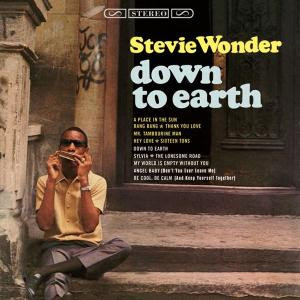 STEREO
Stevie Wonder
down
to earth
A PLACE IN THE SUN
BANG BANG ★ THANK YOU LOVE
MR. TAMBOURINE MAN
HEY LOVE ★ SIXTEEN TONS
DOWN TO EARTH
SYLVIA ★ THE LONESOME ROAD
MY WORLD IS EMPTY WITHOUT YOU
ANGEL BABY (Don't You Ever Leave Me)
BE COOL, BE CALM (And Keep Yourself Together)